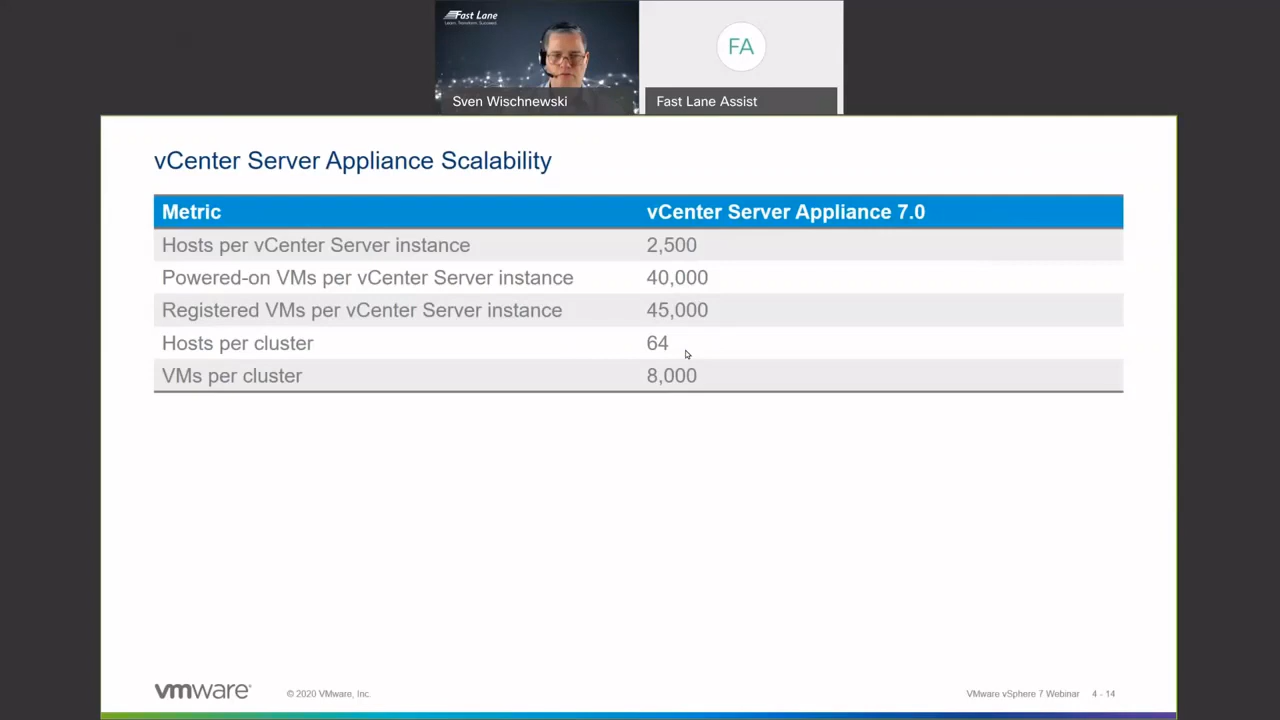 Fast Lane
Learn. Transform. Succeed.
FA
Sven Wischnewski
Fast Lane Assist
vCenter Server Appliance Scalability
Metric vCenter Server Appliance 7.0
Hosts per vCenter Server instance 2,500
Powered-on VMs per vCenter Server instance 40,000
Registered VMs per vCenter Server instance 45,000
Hosts per cluster 64
VMs per cluster 8,000
vmware
© 2020 VMware, Inc.
VMware vSphere 7 Webinar 4 - 14